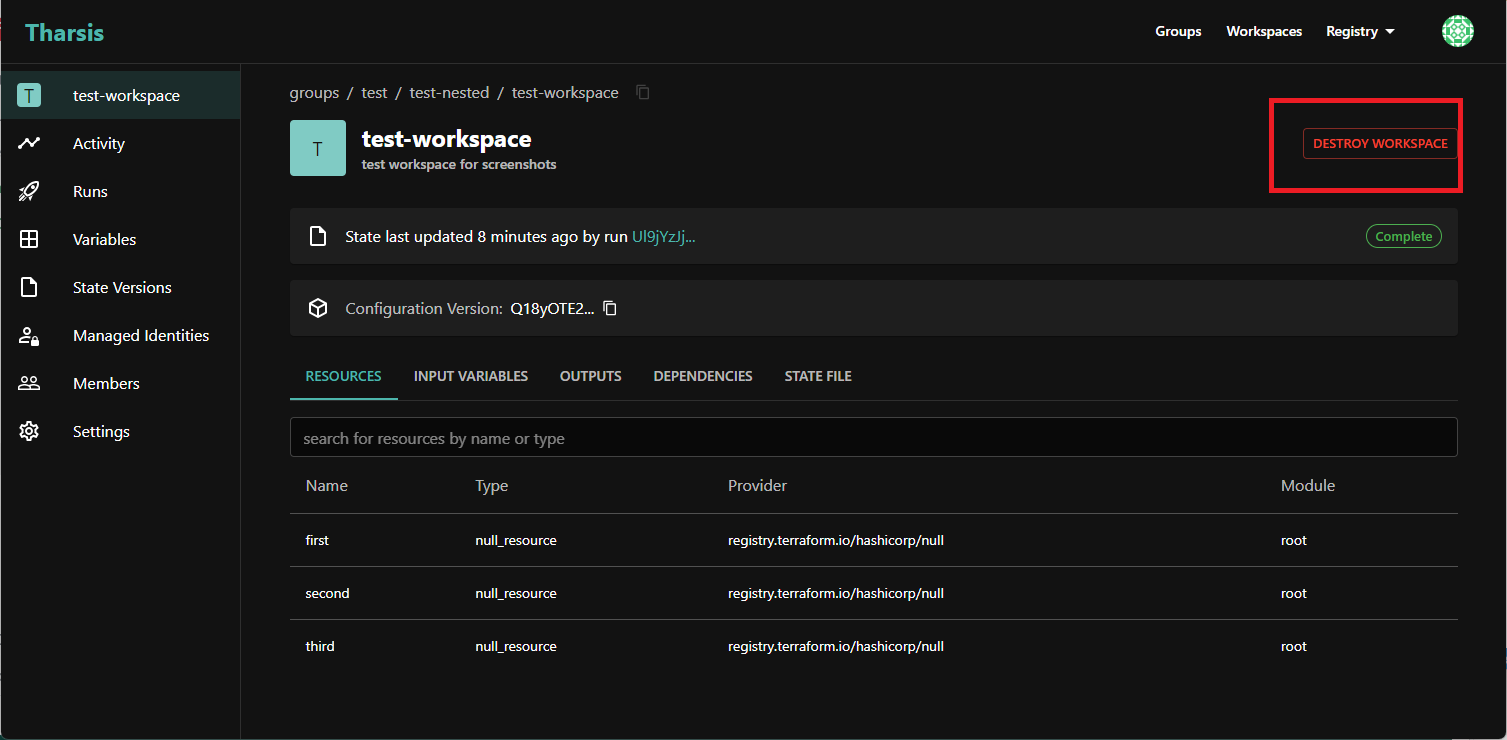 Tharsis
Groups Workspaces Registry
T test-workspace
Activity
Runs
Variables
State Versions
Managed Identities
Members
Settings
groups / test / test-nested / test-workspace
T
test-workspace
test workspace for screenshots
DESTROY WORKSPACE
State last updated 8 minutes ago by run Ul9jYzJj...
Complete
Configuration Version: Q18yOTE2...
RESOURCES INPUT VARIABLES OUTPUTS DEPENDENCIES STATE FILE
search for resources by name or type
Name Type Provider Module
first null_resource registry.terraform.io/hashicorp/null root
second null_resource registry.terraform.io/hashicorp/null root
third null_resource registry.terraform.io/hashicorp/null root